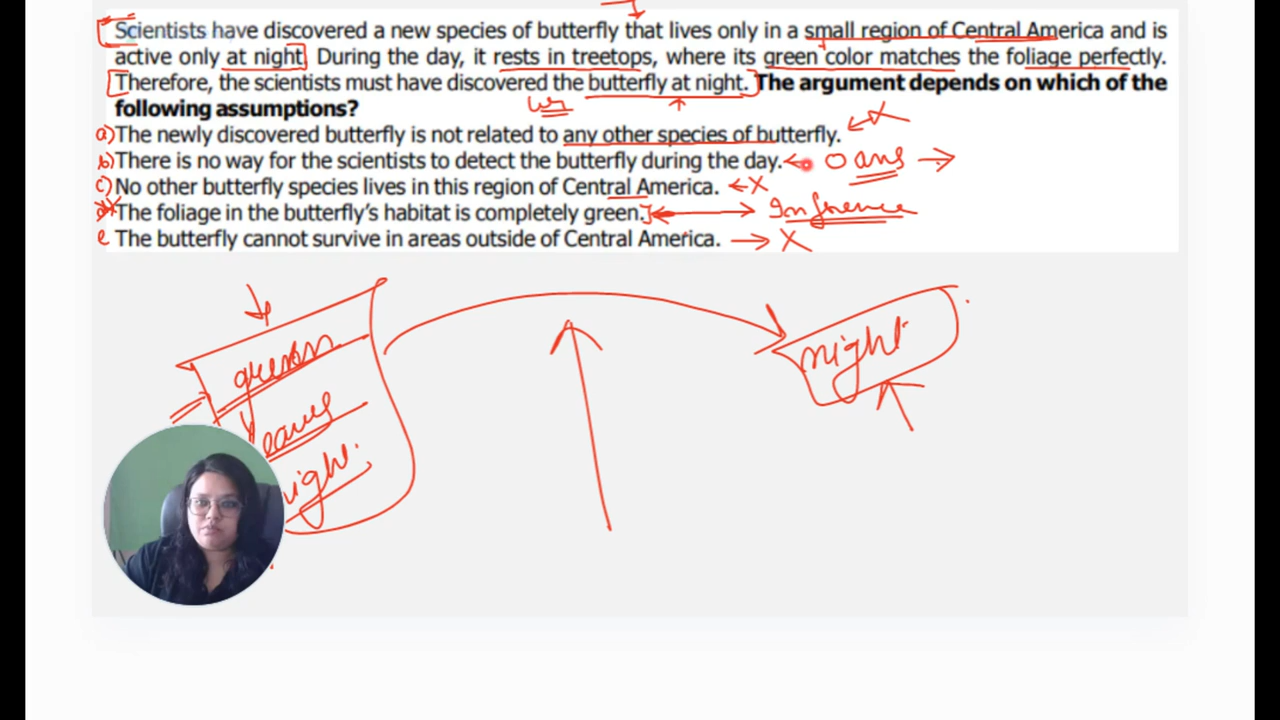 Scientists have discovered a new species of butterfly that lives only in a small region of Central America and is
active only at night. During the day, it rests in treetops, where its green color matches the foliage perfectly.
Therefore, the scientists must have discovered the butterfly at night. The argument depends on which of the
following assumptions?
a) The newly discovered butterfly is not related to any other species of butterfly. X
b) There is no way for the scientists to detect the butterfly during the day. ans
c) No other butterfly species lives in this region of Central America. X
d) The foliage in the butterfly's habitat is completely green. Inference
e The butterfly cannot survive in areas outside of Central America. X
green
night
night.